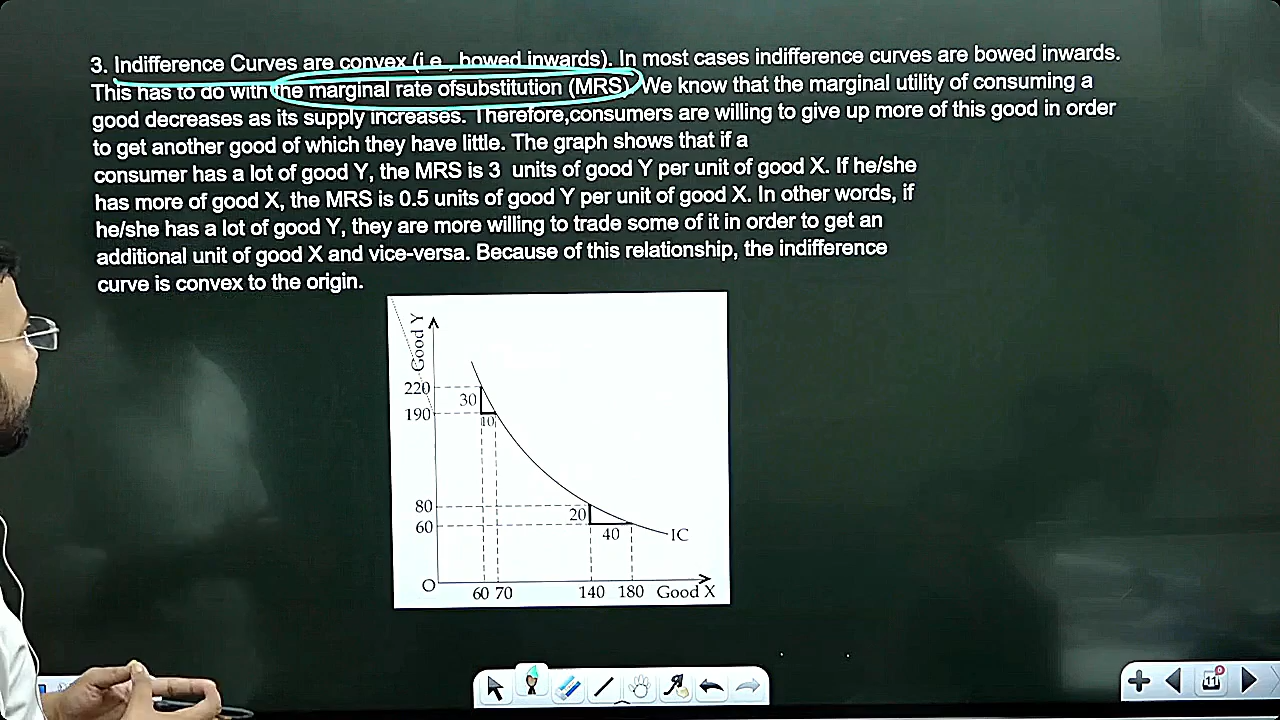 3. Indifference Curves are convex (i.e., bowed inwards). In most cases indifference curves are bowed inwards.
This has to do with the marginal rate ofsubstitution (MRS). We know that the marginal utility of consuming a
good decreases as its supply increases. Therefore,consumers are willing to give up more of this good in order
to get another good of which they have little. The graph shows that if a
consumer has a lot of good Y, the MRS is 3 units of good Y per unit of good X. If he/she
has more of good X, the MRS is 0.5 units of good Y per unit of good X. In other words, if
he/she has a lot of good Y, they are more willing to trade some of it in order to get an
additional unit of good X and vice-versa. Because of this relationship, the indifference
curve is convex to the origin.
Good Y
220
30
190
10
80
20
60
40
IC
O
60 70 140 180 Good X
11